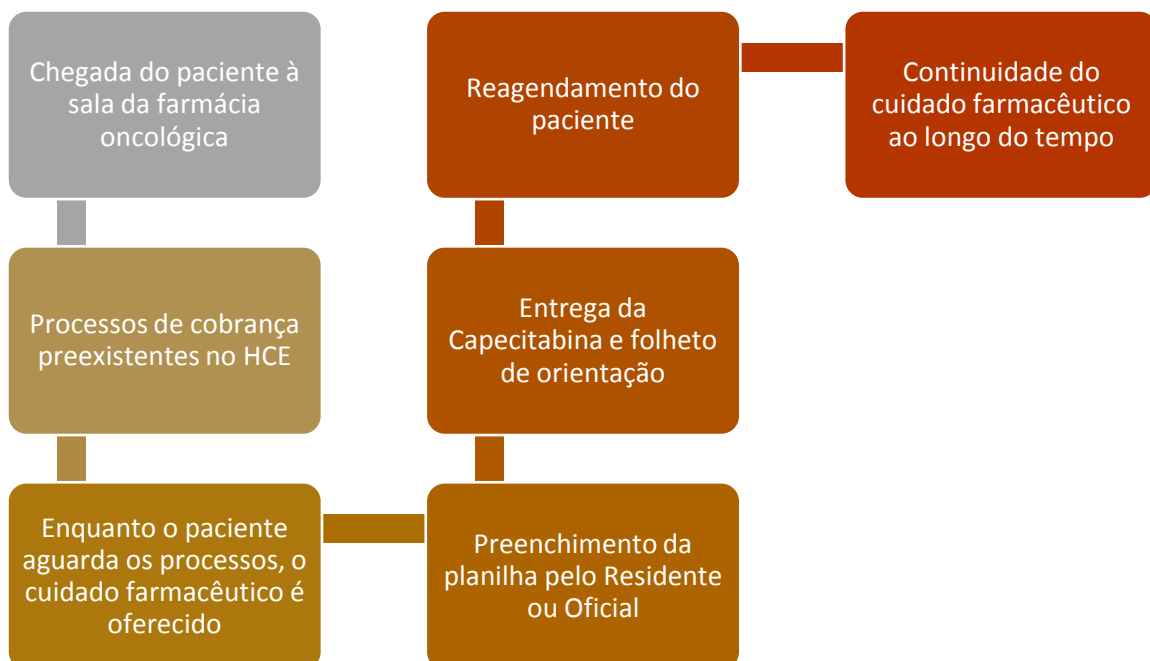 Chegada do paciente à
sala da farmácia
oncológica
Processos de cobrança
preexistentes no HCE
Enquanto o paciente
aguarda os processos, o
cuidado farmacêutico é
oferecido
Preenchimento da
planilha pelo Residente
ou Oficial
Entrega da
Capecitabina e folheto
de orientação
Reagendamento do
paciente
Continuidade do
cuidado farmacêutico
ao longo do tempo